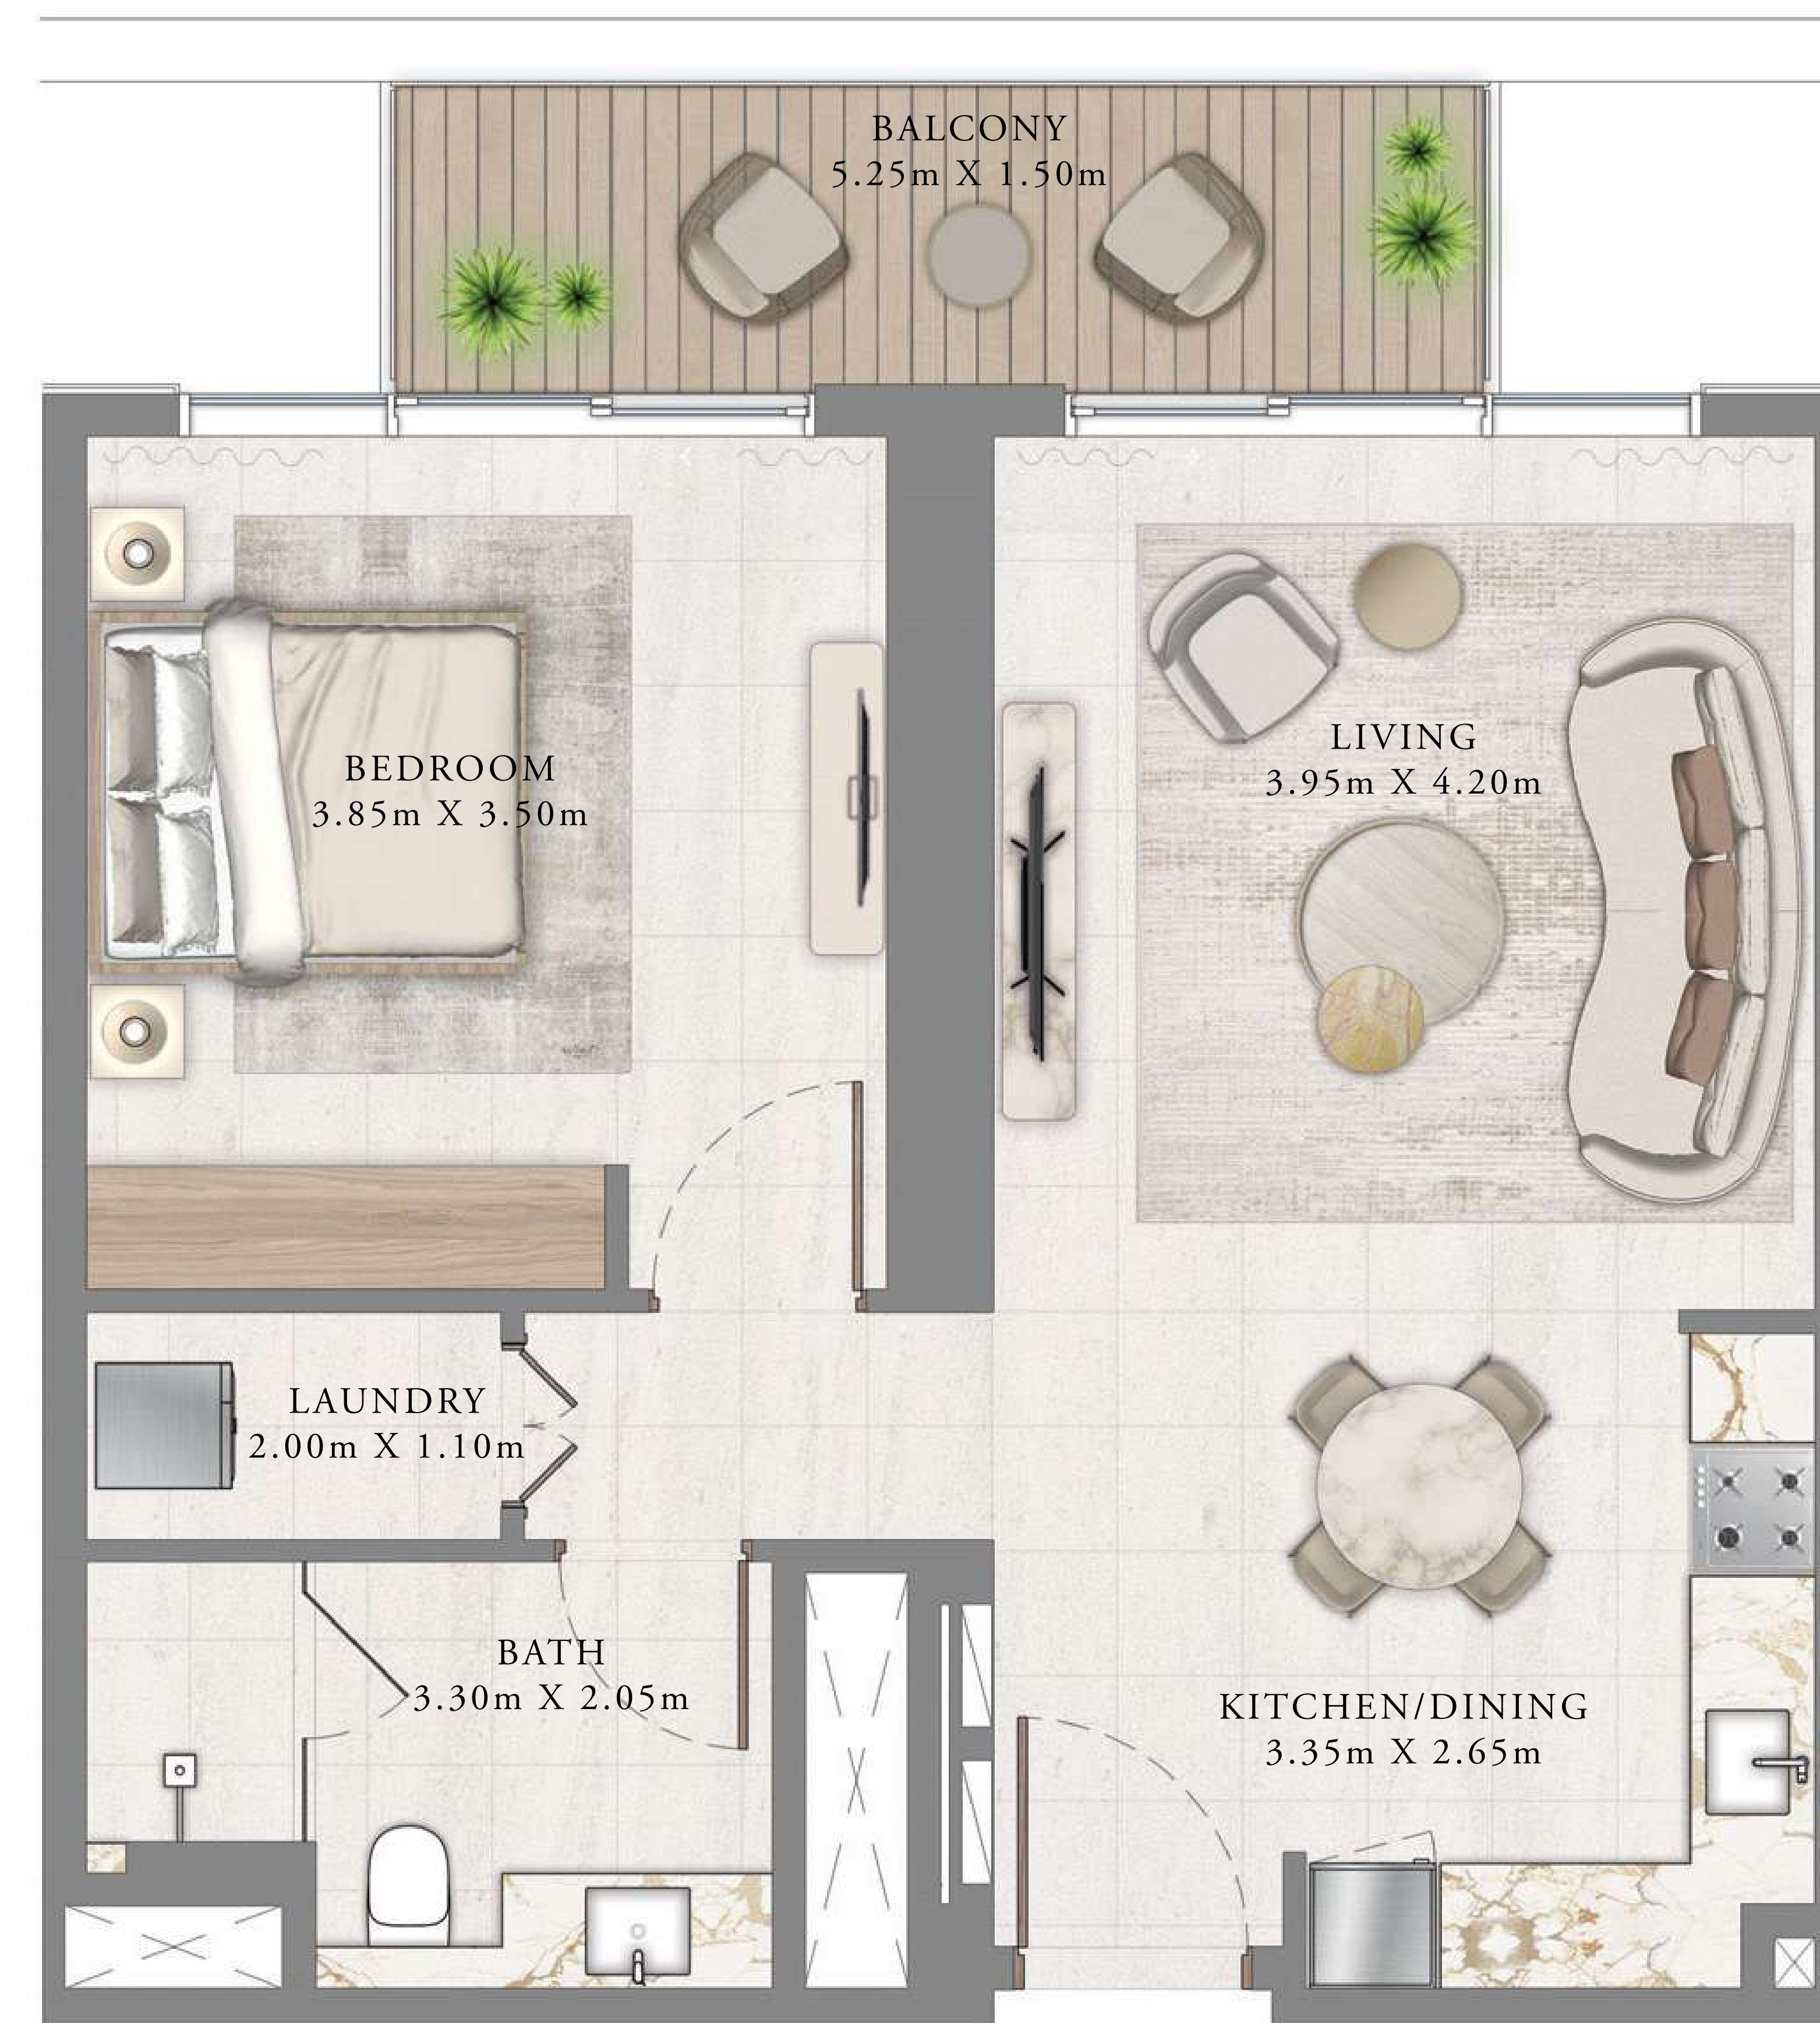 BALCONY
5.25m X 1.50m
BEDROOM
3.85m X 3.50m
LIVING
3.95m X 4.20m
LAUNDRY
2.00m X 1.10m
BATH
3.30m X 2.05m
KITCHEN/DINING
3.35m X 2.65m